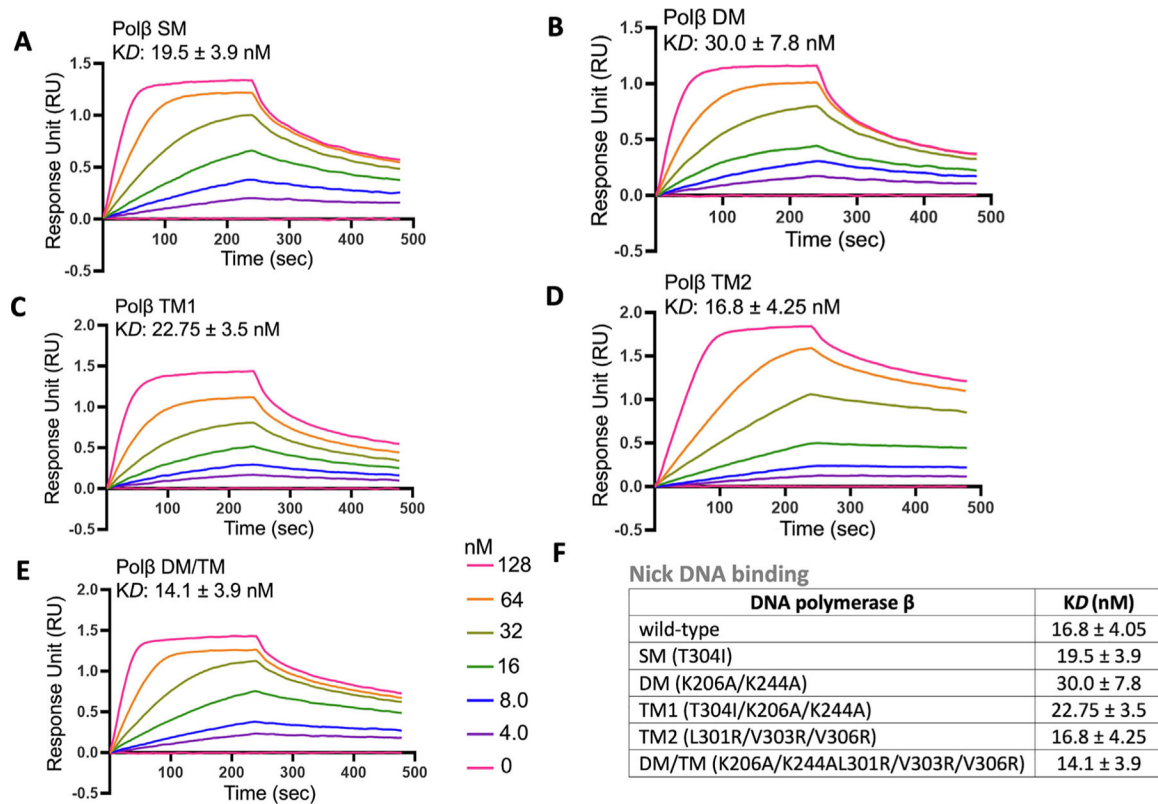 A
Polβ SM
KD: 19.5 ± 3.9 nM
Response Unit (RU)
1.5
1.0
0.5
0.0
-0.5
100 200 300 400 500
Time (sec)
B
Polβ DM
KD: 30.0 ± 7.8 nM
Response Unit (RU)
1.5
1.0
0.5
0.0
-0.5
100 200 300 400 500
Time (sec)
C
Polβ TM1
KD: 22.75 ± 3.5 nM
Response Unit (RU)
2.0
1.5
1.0
0.5
0.0
-0.5
100 200 300 400 500
Time (sec)
D
Polβ TM2
KD: 16.8 ± 4.25 nM
Response Unit (RU)
2.0
1.5
1.0
0.5
0.0
-0.5
100 200 300 400 500
Time (sec)
E
Polβ DM/TM
KD: 14.1 ± 3.9 nM
Response Unit (RU)
2.0
1.5
1.0
0.5
0.0
-0.5
100 200 300 400 500
Time (sec)
nM
128
64
32
16
8.0
4.0
0
F
Nick DNA binding
DNA polymerase β KD (nM)
wild-type 16.8 ± 4.05
SM (T304I) 19.5 ± 3.9
DM (K206A/K244A) 30.0 ± 7.8
TM1 (T304I/K206A/K244A) 22.75 ± 3.5
TM2 (L301R/V303R/V306R) 16.8 ± 4.25
DM/TM (K206A/K244AL301R/V303R/V306R) 14.1 ± 3.9